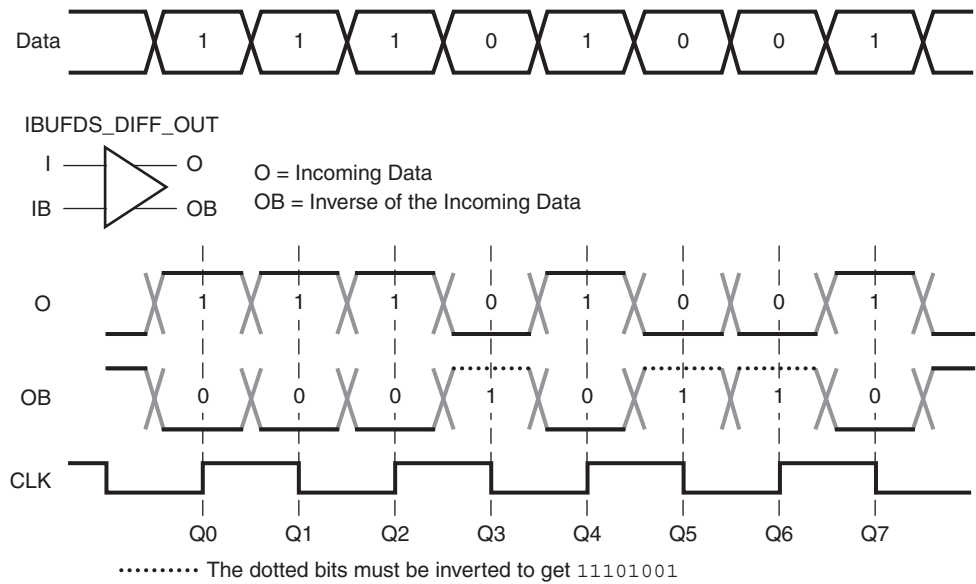 Data 1 1 1 0 1 0 0 1
IBUFDS_DIFF_OUT
I O
IB OB
O = Incoming Data
OB = Inverse of the Incoming Data
O 1 1 1 0 1 0 0 1
OB 0 0 0 1 0 1 1 0
CLK
Q0 Q1 Q2 Q3 Q4 Q5 Q6 Q7
The dotted bits must be inverted to get 11101001